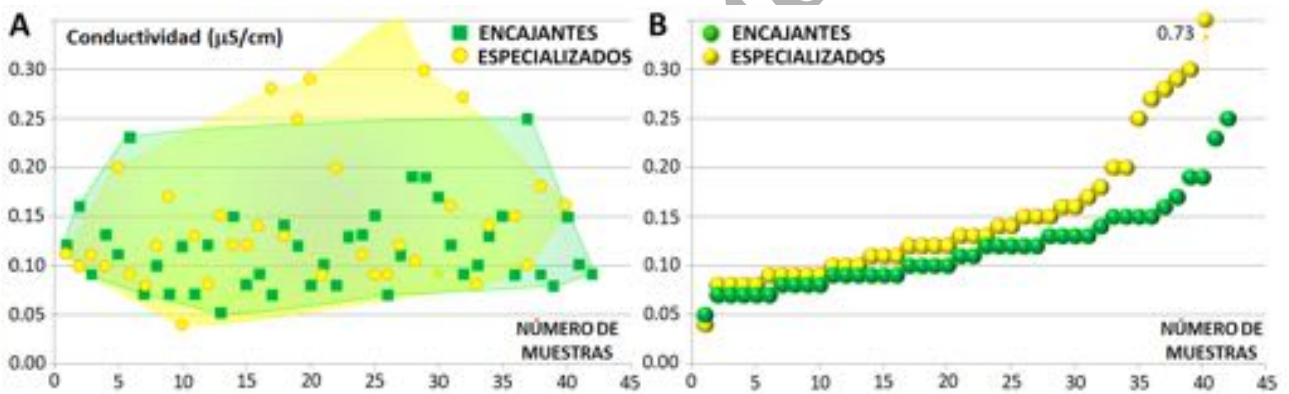 A
Conductividad (µS/cm)
ENCAJANTES
ESPECIALIZADOS
0.30
0.25
0.20
0.15
0.10
0.05
0.00
NÚMERO DE
MUESTRAS
0 5 10 15 20 25 30 35 40 45
B
ENCAJANTES
ESPECIALIZADOS
0.73
0.30
0.25
0.20
0.15
0.10
0.05
0.00
NÚMERO DE
MUESTRAS
0 5 10 15 20 25 30 35 40 45